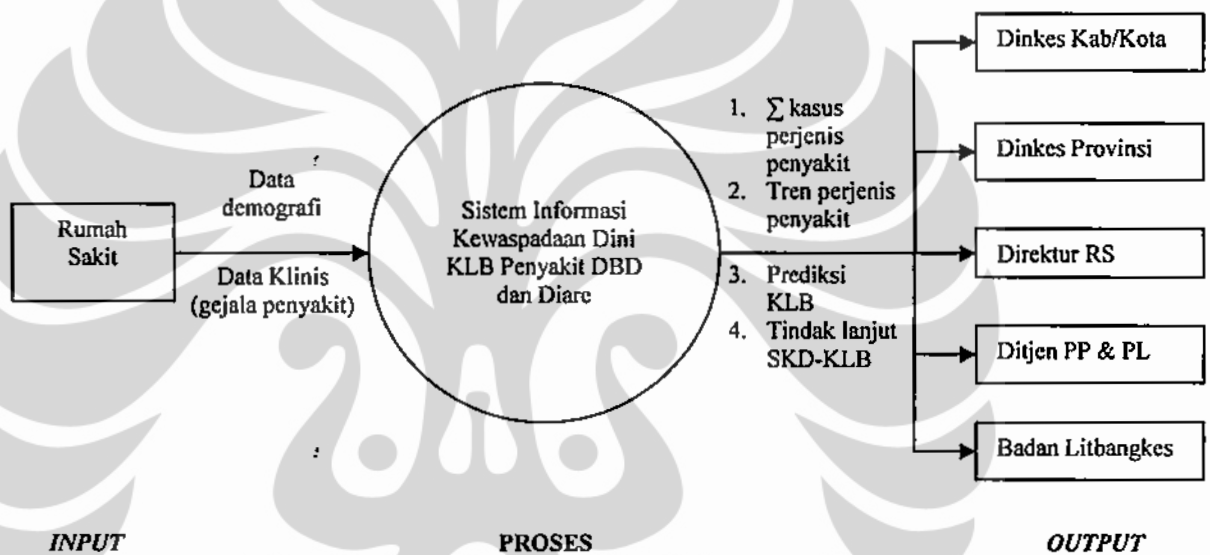 Rumah
Sakit
Data
demografi
Data Klinis
(gejala penyakit)
Sistem Informasi
Kewaspadaan Dini
KLB Penyakit DBD
dan Diare
1. ∑ kasus
perjenis
penyakit
2. Tren perjenis
penyakit
3. Prediksi
KLB
4. Tindak lanjut
SKD-KLB
Dinkes Kab/Kota
Dinkes Provinsi
Direktur RS
Ditjen PP & PL
Badan Litbangkes
INPUT
PROSES
OUTPUT